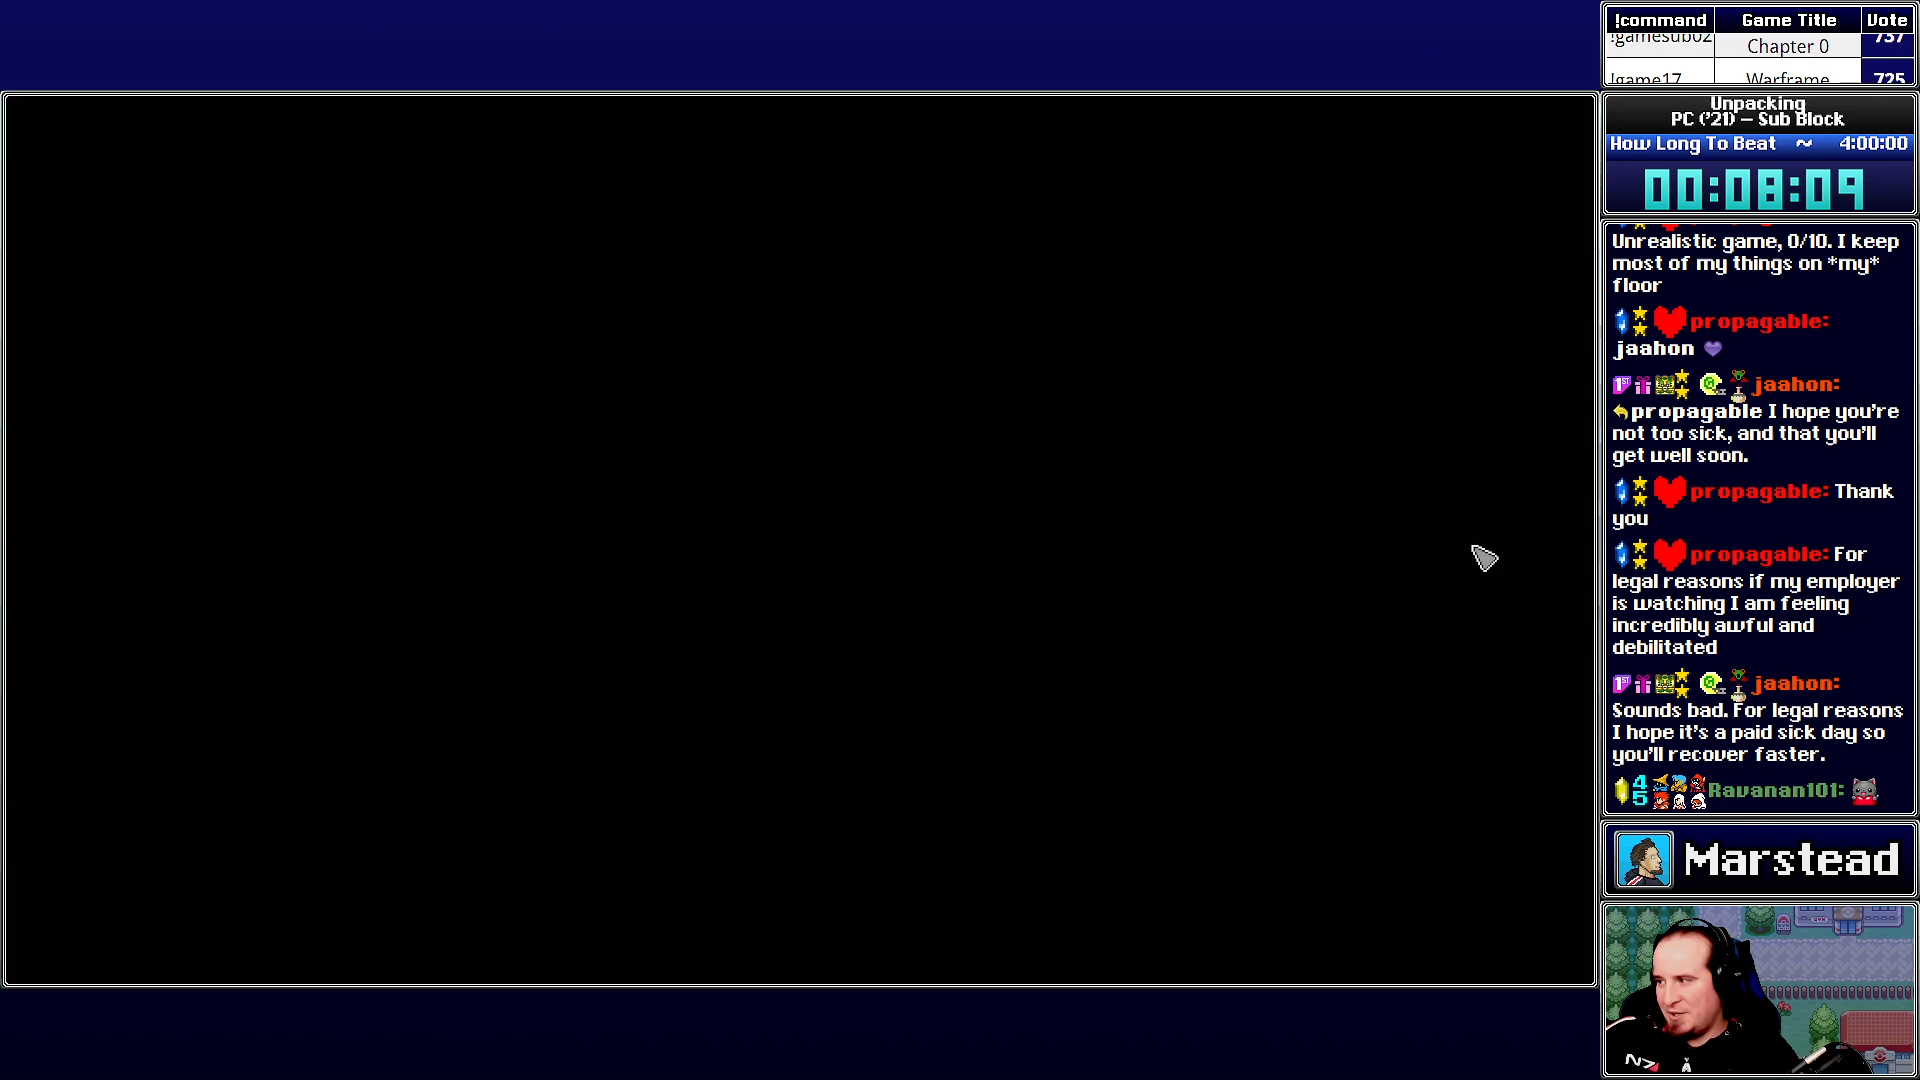 !command Game Title Vote
!gamesub02 Chapter 0 737
!game17 Warframe 725
Unpacking
PC ('21) – Sub Block
How Long To Beat ~ 4:00:00
00:08:09
Unrealistic game, 0/10. I keep
most of my things on *my*
floor
propagable:
jaahon
jaahon:
propagable I hope you're
not too sick, and that you'll
get well soon.
propagable: Thank
you
propagable: For
legal reasons if my employer
is watching I am feeling
incredibly awful and
debilitated
jaahon:
Sounds bad. For legal reasons
I hope it's a paid sick day so
you'll recover faster.
Ravanan101:
Marstead
N7